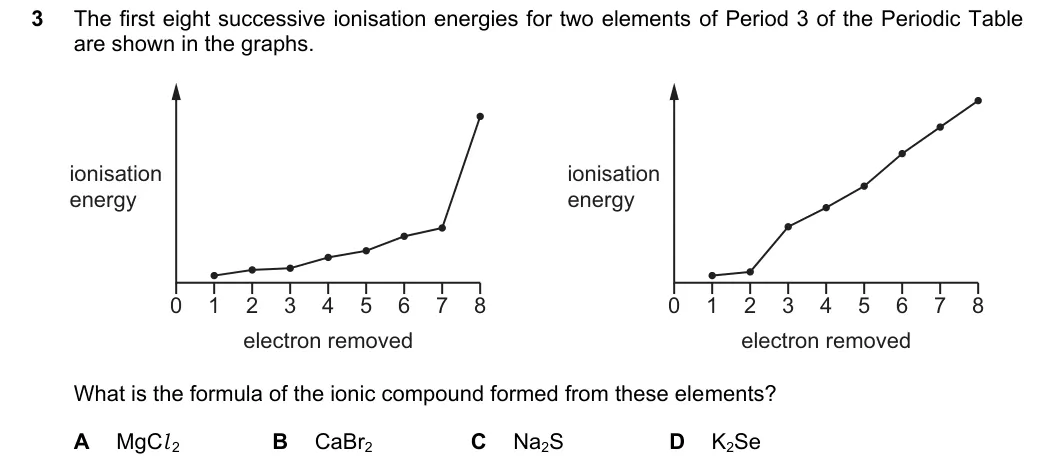 3 The first eight successive ionisation energies for two elements of Period 3 of the Periodic Table
are shown in the graphs.
ionisation
energy
0 1 2 3 4 5 6 7 8
electron removed
ionisation
energy
0 1 2 3 4 5 6 7 8
electron removed
What is the formula of the ionic compound formed from these elements?
A MgCl₂ B CaBr₂ C Na₂S D K₂Se